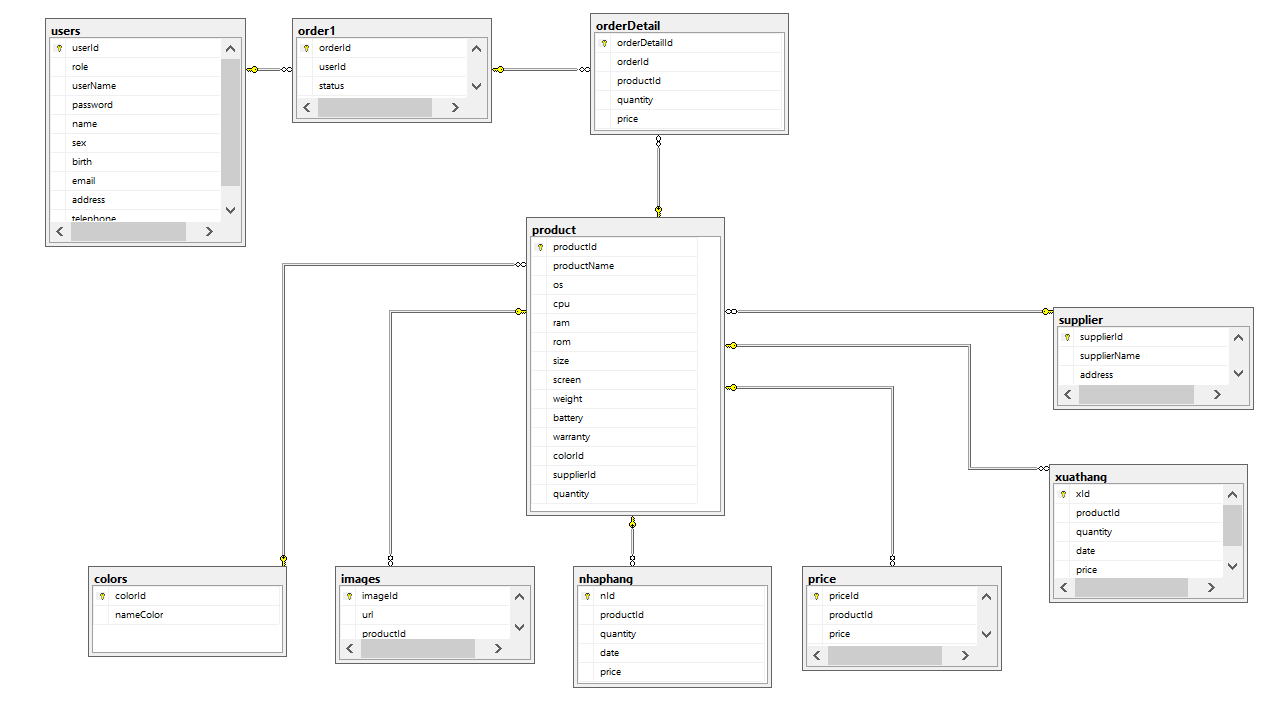 users
userId
role
userName
password
name
sex
birth
email
address
telephone
order1
orderId
userId
status
orderDetail
orderDetailId
orderId
productId
quantity
price
product
productId
productName
os
cpu
ram
rom
size
screen
weight
battery
warranty
colorId
supplierId
quantity
supplier
supplierId
supplierName
address
xuathang
xId
productId
quantity
date
price
colors
colorId
nameColor
images
imageId
url
productId
nhaphang
nId
productId
quantity
date
price
price
priceId
productId
price